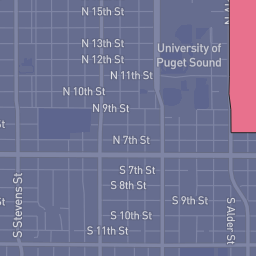 N 15th St
N 13th St
University of
Puget Sound
N 12th St
N 11th St
N 10th St
N 9th St
N 7th St
S 7th St
S 8th St
S 9th St
S 10th St
S 11th St
S Stevens St
S Alder St